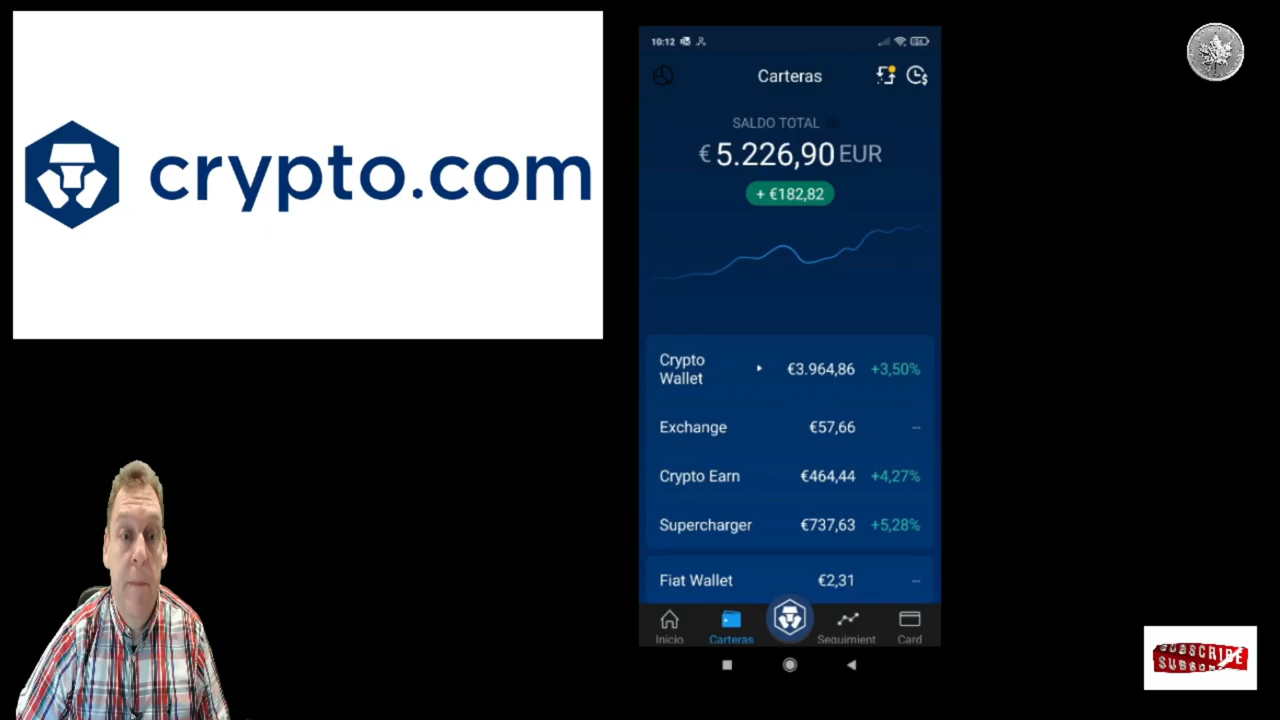 crypto.com
10:12
Carteras
SALDO TOTAL
€ 5.226,90 EUR
+ €182,82
Crypto
Wallet €3.964,86 +3,50%
Exchange €57,66 --
Crypto Earn €464,44 +4,27%
Supercharger €737,63 +5,28%
Fiat Wallet €2,31 --
Inicio Carteras Seguimient Card
SUBSCRIBE